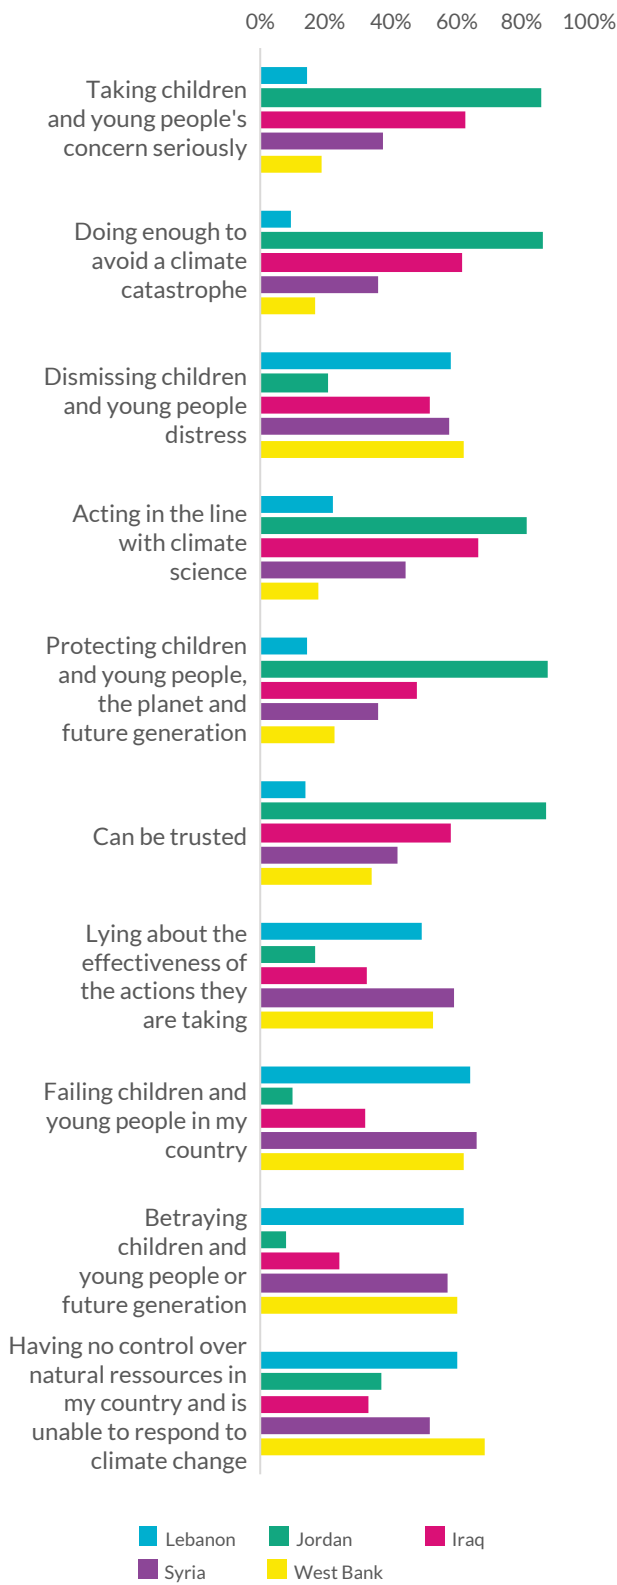 0% 20% 40% 60% 80% 100%
Taking children
and young people's
concern seriously
Doing enough to
avoid a climate
catastrophe
Dismissing children
and young people
distress
Acting in the line
with climate
science
Protecting children
and young people,
the planet and
future generation
Can be trusted
Lying about the
effectiveness of
the actions they
are taking
Failing children and
young people in my
country
Betraying
children and
young people or
future generation
Having no control over
natural ressources in
my country and is
unable to respond to
climate change
Lebanon Jordan Iraq
Syria West Bank